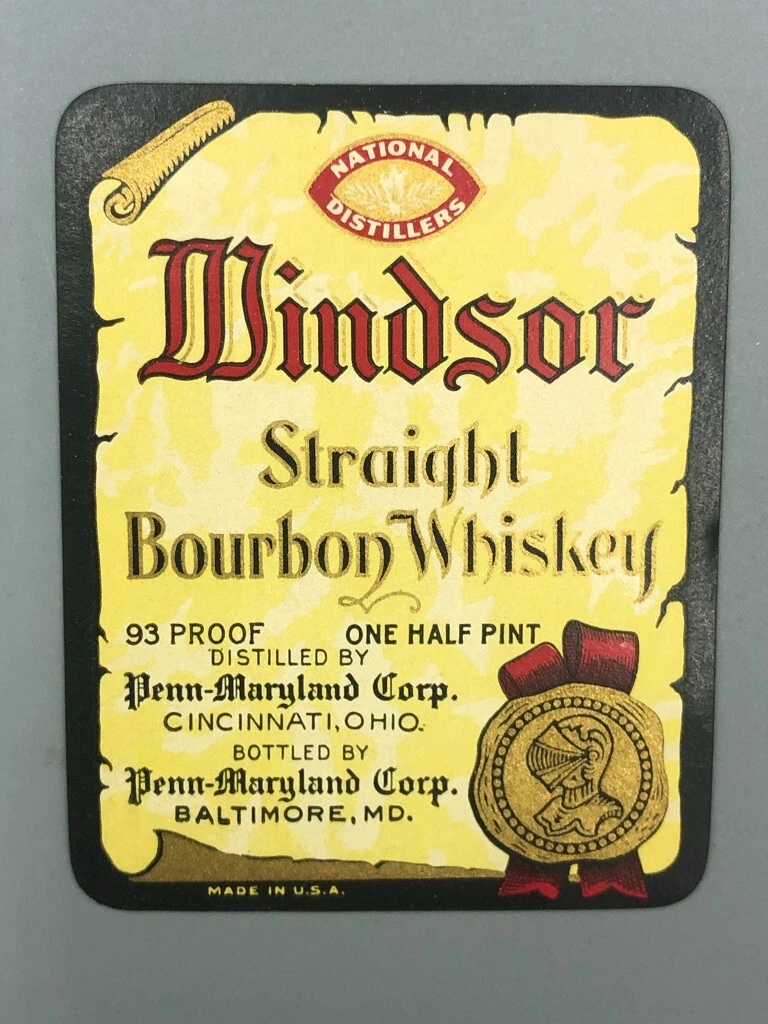 NATIONAL
DISTILLERS
Windsor
Straight
Bourbon Whiskey
93 PROOF ONE HALF PINT
DISTILLED BY
Penn-Maryland Corp.
CINCINNATI, OHIO.
BOTTLED BY
Penn-Maryland Corp.
BALTIMORE, MD.
MADE IN U.S.A.